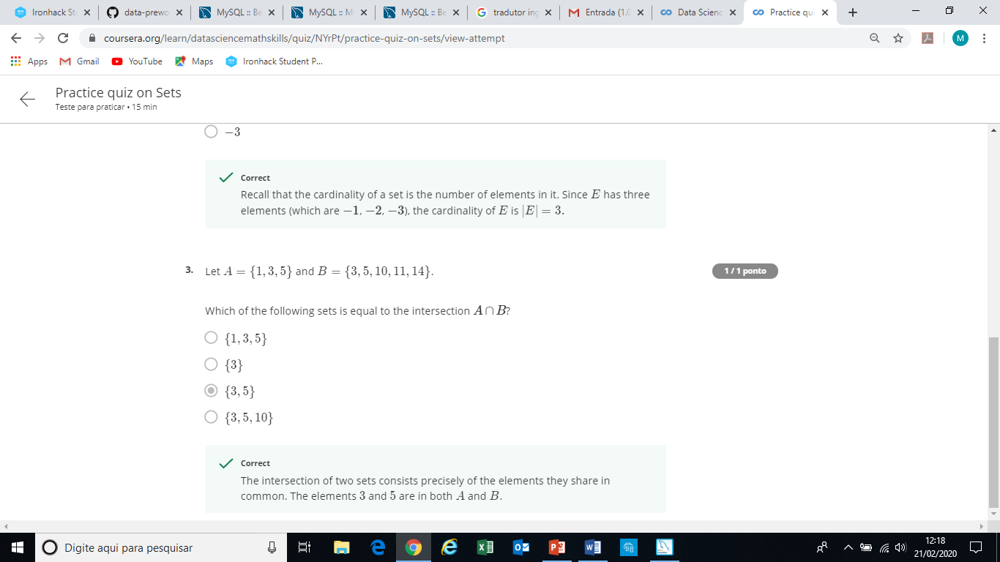 Ironhack St
data-prewo
MySQL :: Be
MySQL :: M
MySQL :: Be
tradutor ing
Entrada (1.0
Data Scienc
Practice qui
coursera.org/learn/datasciencemathskills/quiz/NYrPt/practice-quiz-on-sets/view-attempt
M
Apps
Gmail
YouTube
Maps
Ironhack Student P...
Practice quiz on Sets
Teste para praticar • 15 min
−3
Correct
Recall that the cardinality of a set is the number of elements in it. Since E has three
elements (which are −1, −2, −3), the cardinality of E is |E| = 3.
3. Let A = {1, 3, 5} and B = {3, 5, 10, 11, 14}.
1 / 1 ponto
Which of the following sets is equal to the intersection A ∩ B?
{1, 3, 5}
{3}
{3, 5}
{3, 5, 10}
Correct
The intersection of two sets consists precisely of the elements they share in
common. The elements 3 and 5 are in both A and B.
Digite aqui para pesquisar
12:18
21/02/2020